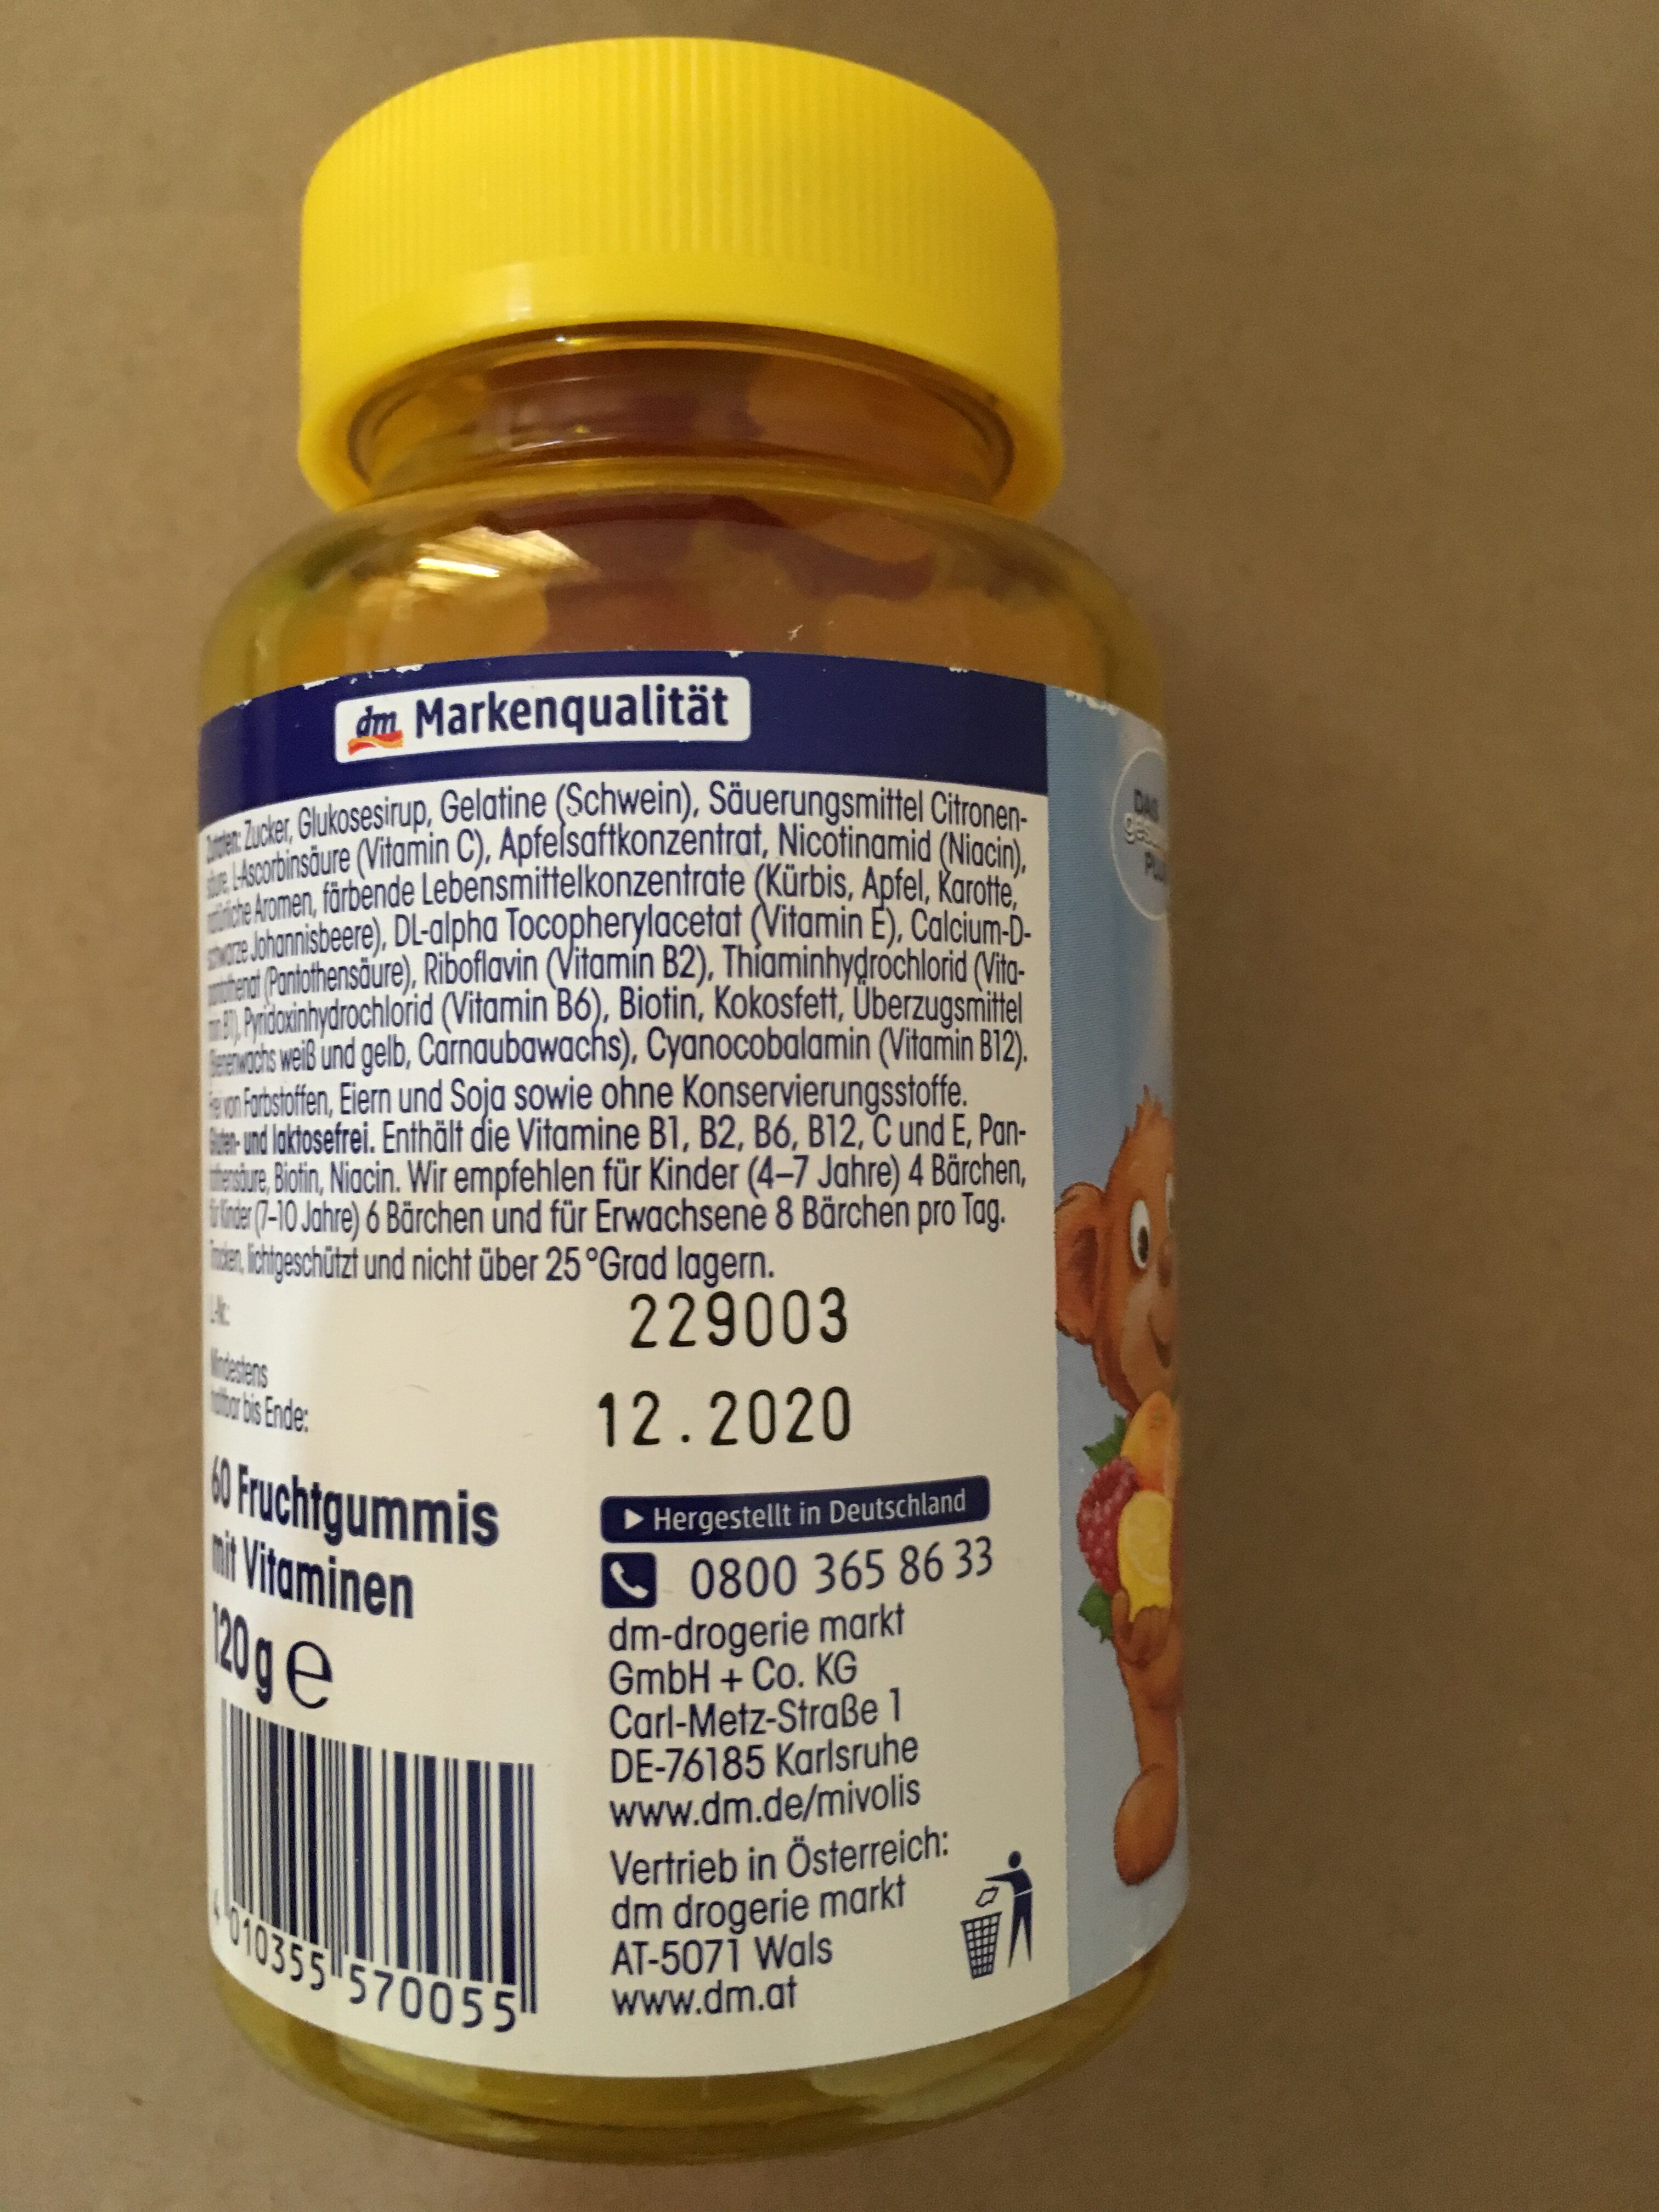 dm Markenqualität
Zutaten: Zucker, Glukosesirup, Gelatine (Schwein), Säuerungsmittel Citronen-
säure, L-Ascorbinsäure (Vitamin C), Apfelsaftkonzentrat, Nicotinamid (Niacin),
natürliche Aromen, färbende Lebensmittelkonzentrate (Kürbis, Apfel, Karotte,
schwarze Johannisbeere), DL-alpha Tocopherylacetat (Vitamin E), Calcium-D-
pantothenat (Pantothensäure), Riboflavin (Vitamin B2), Thiaminhydrochlorid (Vita-
min B1), Pyridoxinhydrochlorid (Vitamin B6), Biotin, Kokosfett, Überzugsmittel
Bienenwachs weiß und gelb, Carnaubawachs), Cyanocobalamin (Vitamin B12).
Frei von Farbstoffen, Eiern und Soja sowie ohne Konservierungsstoffe.
Gluten- und laktosefrei. Enthält die Vitamine B1, B2, B6, B12, C und E, Pan-
tothensäure, Biotin, Niacin. Wir empfehlen für Kinder (4–7 Jahre) 4 Bärchen,
für Kinder (7–10 Jahre) 6 Bärchen und für Erwachsene 8 Bärchen pro Tag.
Trocken, lichtgeschützt und nicht über 25 °Grad lagern.
L-Nr.: 229003
Mindestens
haltbar bis Ende: 12.2020
60 Fruchtgummis
mit Vitaminen
120 g e
4 010355 570055
Hergestellt in Deutschland
0800 365 86 33
dm-drogerie markt
GmbH + Co. KG
Carl-Metz-Straße 1
DE-76185 Karlsruhe
www.dm.de/mivolis
Vertrieb in Österreich:
dm drogerie markt
AT-5071 Wals
www.dm.at
DAS